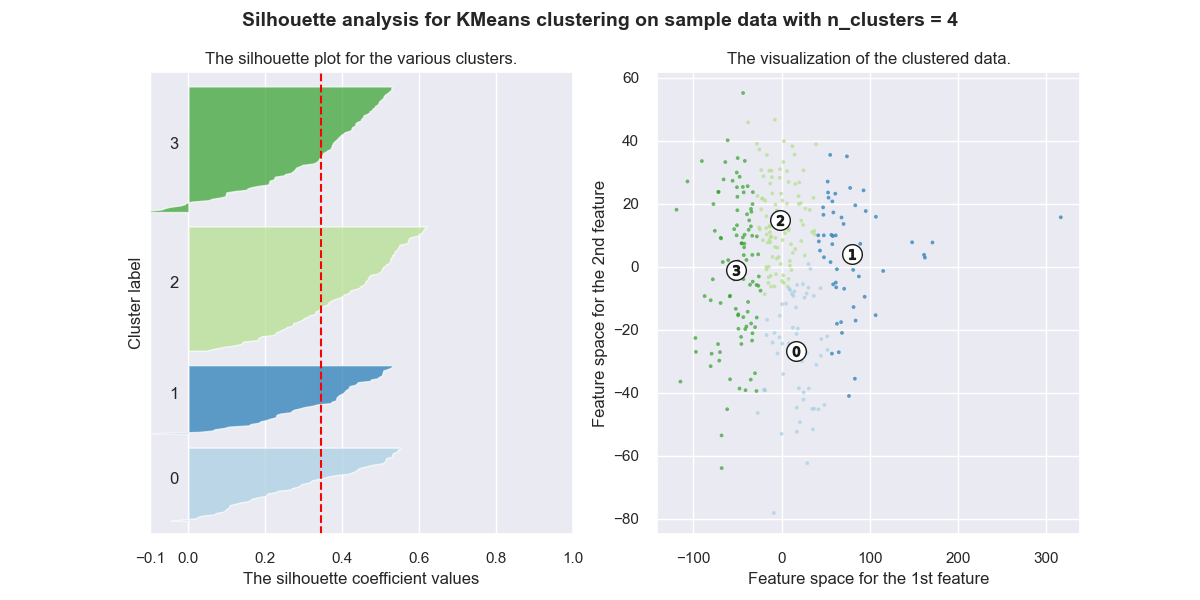 Silhouette analysis for KMeans clustering on sample data with n_clusters = 4
The silhouette plot for the various clusters.
3
2
1
0
Cluster label
−0.1 0.0 0.2 0.4 0.6 0.8 1.0
The silhouette coefficient values
The visualization of the clustered data.
60
40
20
0
−20
−40
−60
−80
Feature space for the 2nd feature
2
1
3
0
−100 0 100 200 300
Feature space for the 1st feature